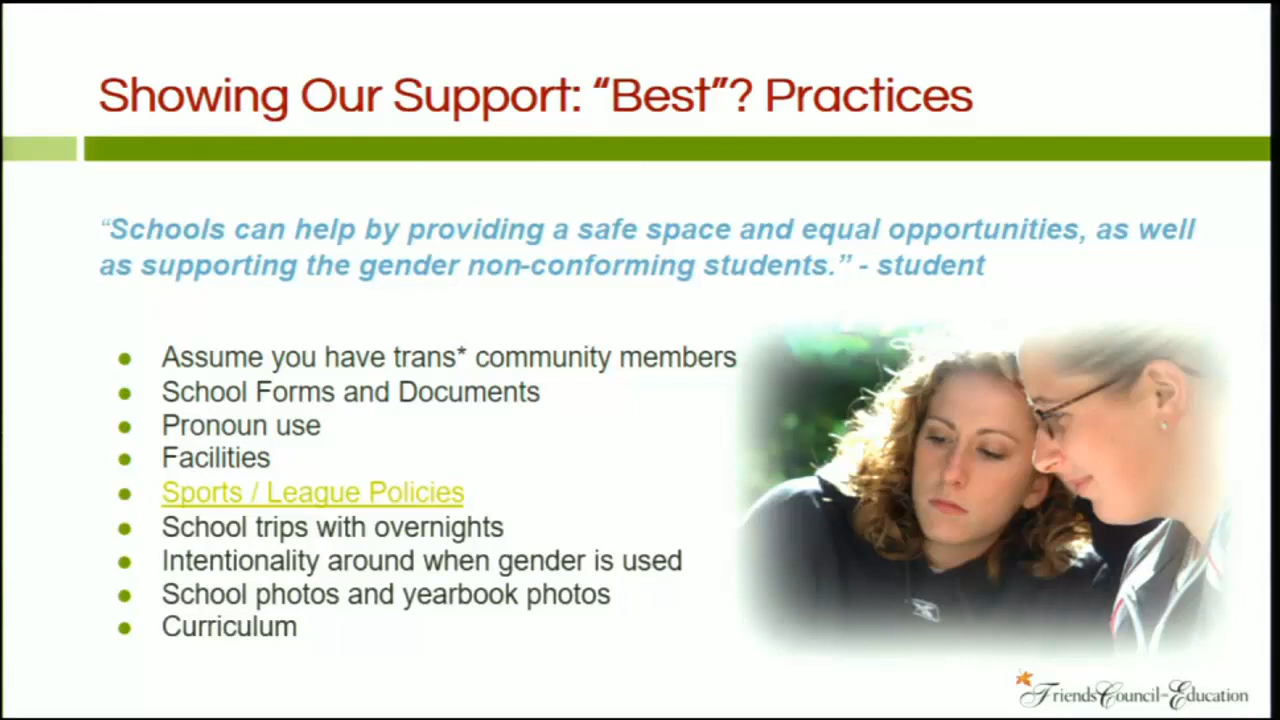 Showing Our Support: “Best”? Practices
“Schools can help by providing a safe space and equal opportunities, as well
as supporting the gender non-conforming students.” - student
Assume you have trans* community members
School Forms and Documents
Pronoun use
Facilities
Sports / League Policies
School trips with overnights
Intentionality around when gender is used
School photos and yearbook photos
Curriculum
Friends Council on Education